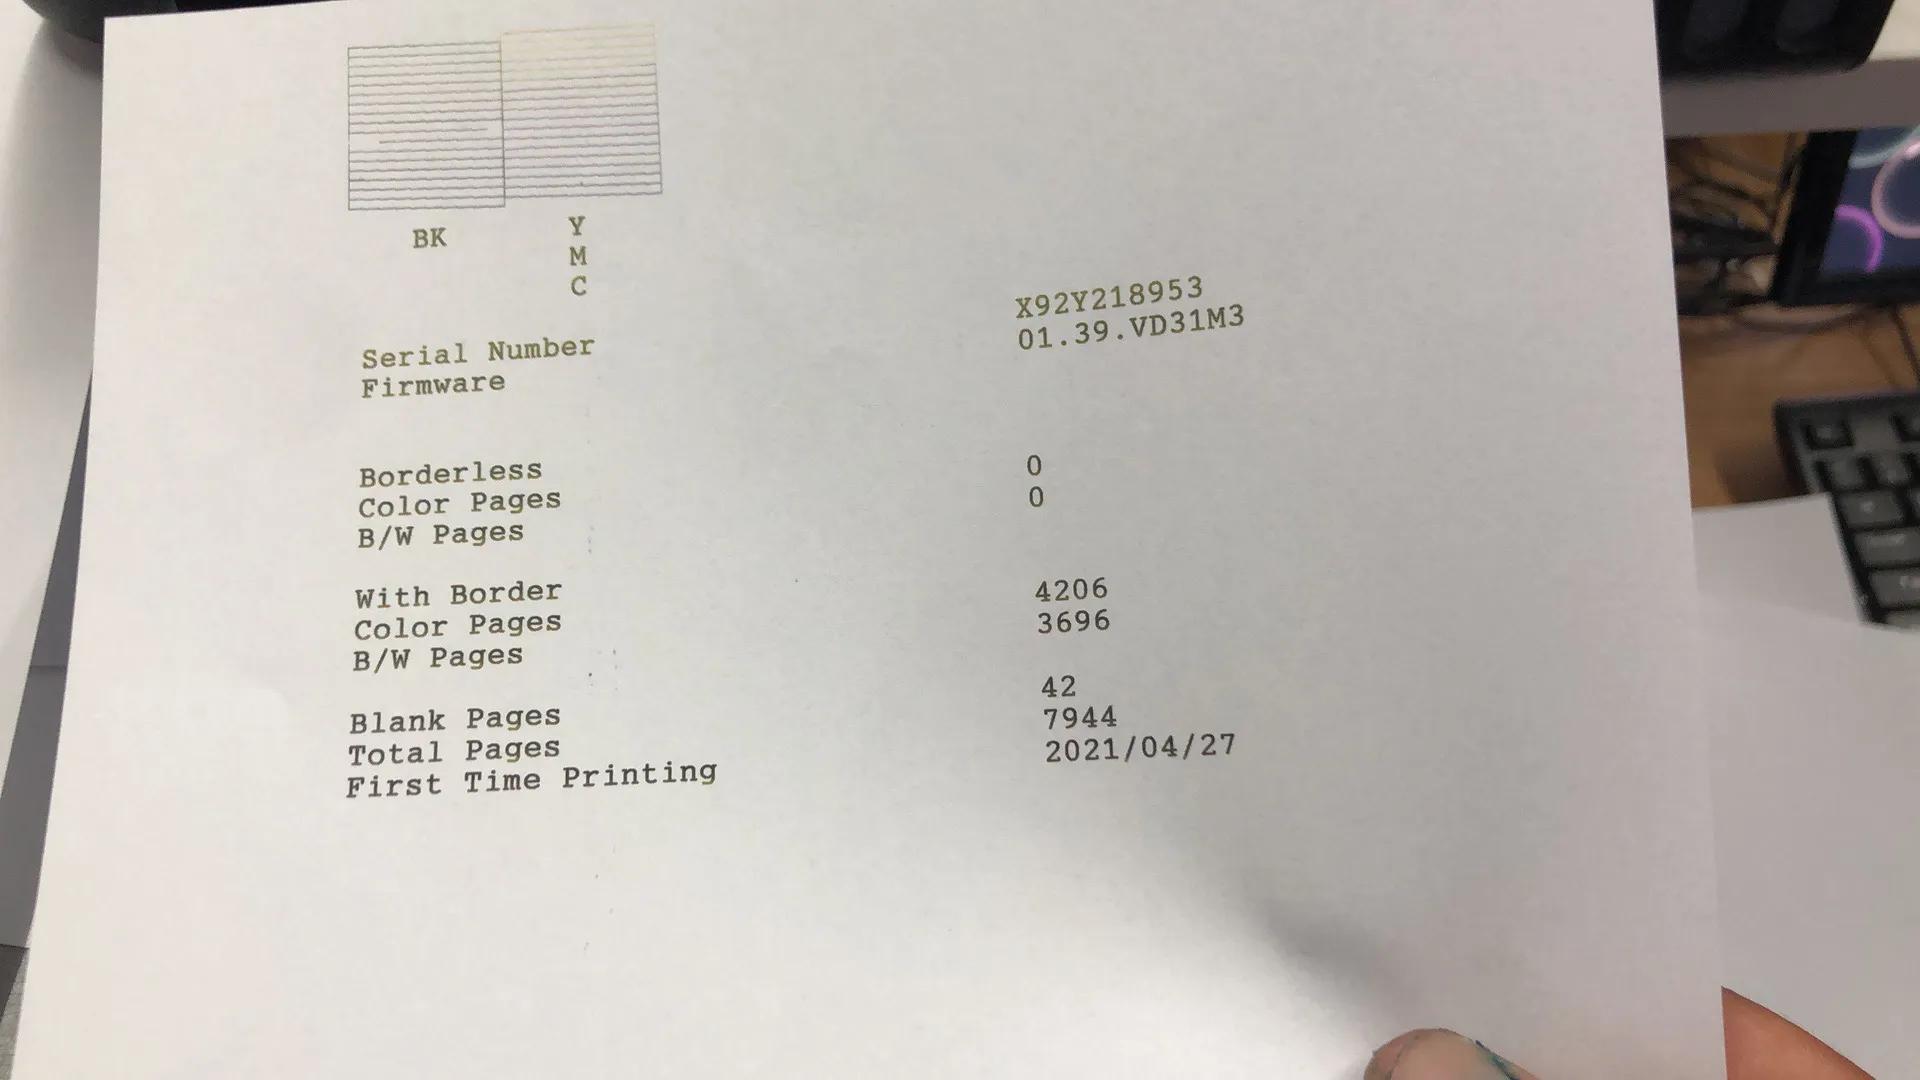 BK
Y
M
C
Serial Number X92Y218953
Firmware 01.39.VD31M3
Borderless
Color Pages 0
B/W Pages 0
With Border
Color Pages 4206
B/W Pages 3696
Blank Pages 42
Total Pages 7944
First Time Printing 2021/04/27